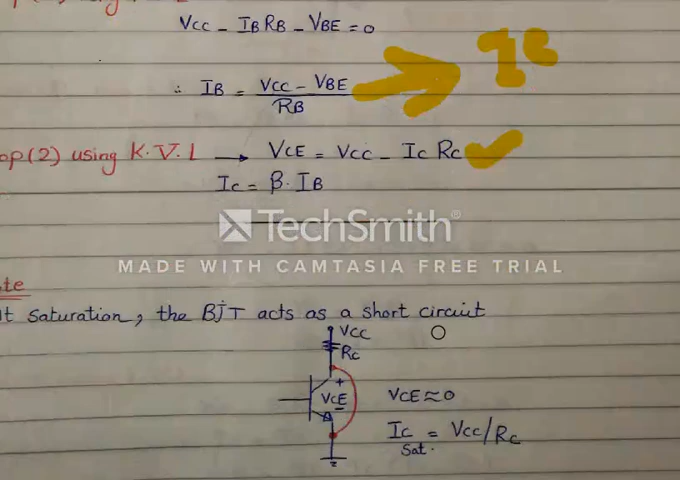 VCC - IB RB - VBE = 0
∴ IB = VCC - VBE / RB
IB
op(2) using K.V.L → VCE = VCC - IC RC
IC = β . IB
TechSmith®
MADE WITH CAMTASIA FREE TRIAL
te
t saturation, the BJT acts as a short circuit
VCC
RC
+
VCE
-
VCE ≈ 0
IC sat. = VCC/RC